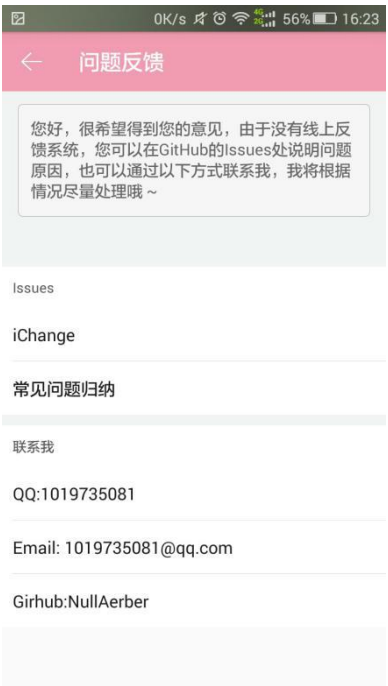 0K/s 4G 2G 56% 16:23
问题反馈
您好，很希望得到您的意见，由于没有线上反
馈系统，您可以在GitHub的Issues处说明问题
原因，也可以通过以下方式联系我，我将根据
情况尽量处理哦 ~
Issues
iChange
常见问题归纳
联系我
QQ:1019735081
Email: 1019735081@qq.com
Girhub:NullAerber